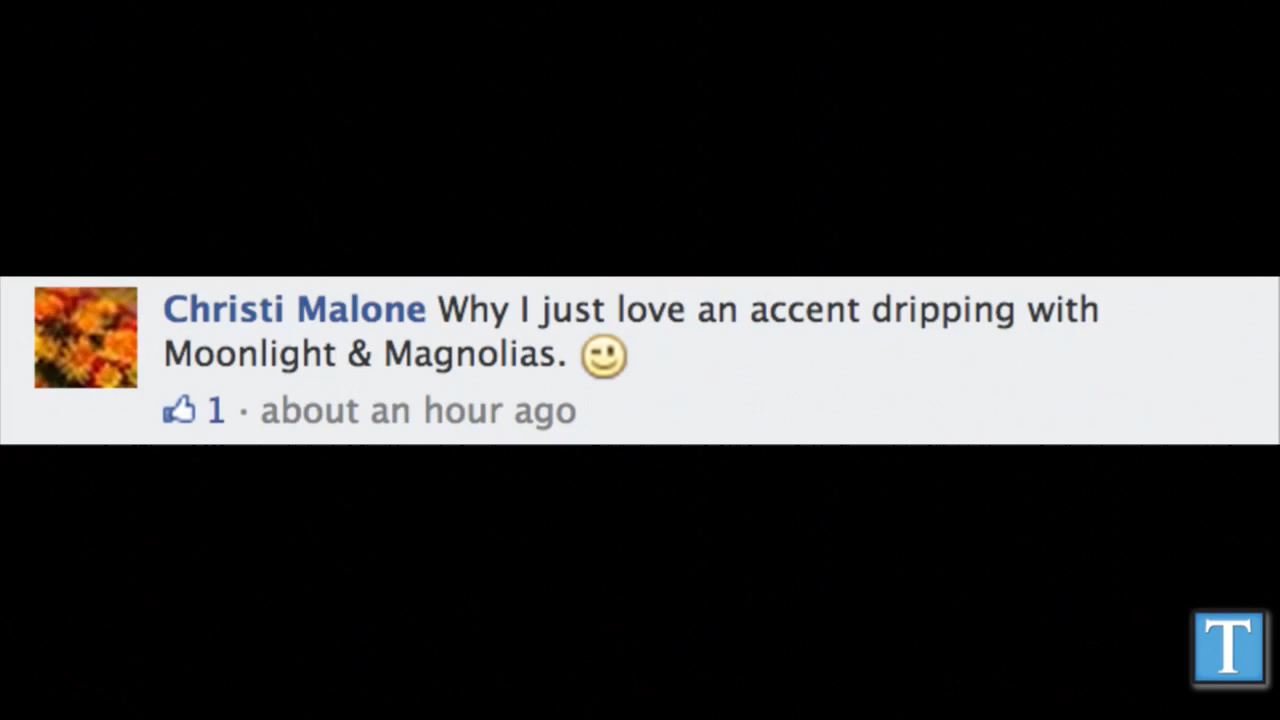 Christi Malone Why I just love an accent dripping with
Moonlight & Magnolias.
1 · about an hour ago
T